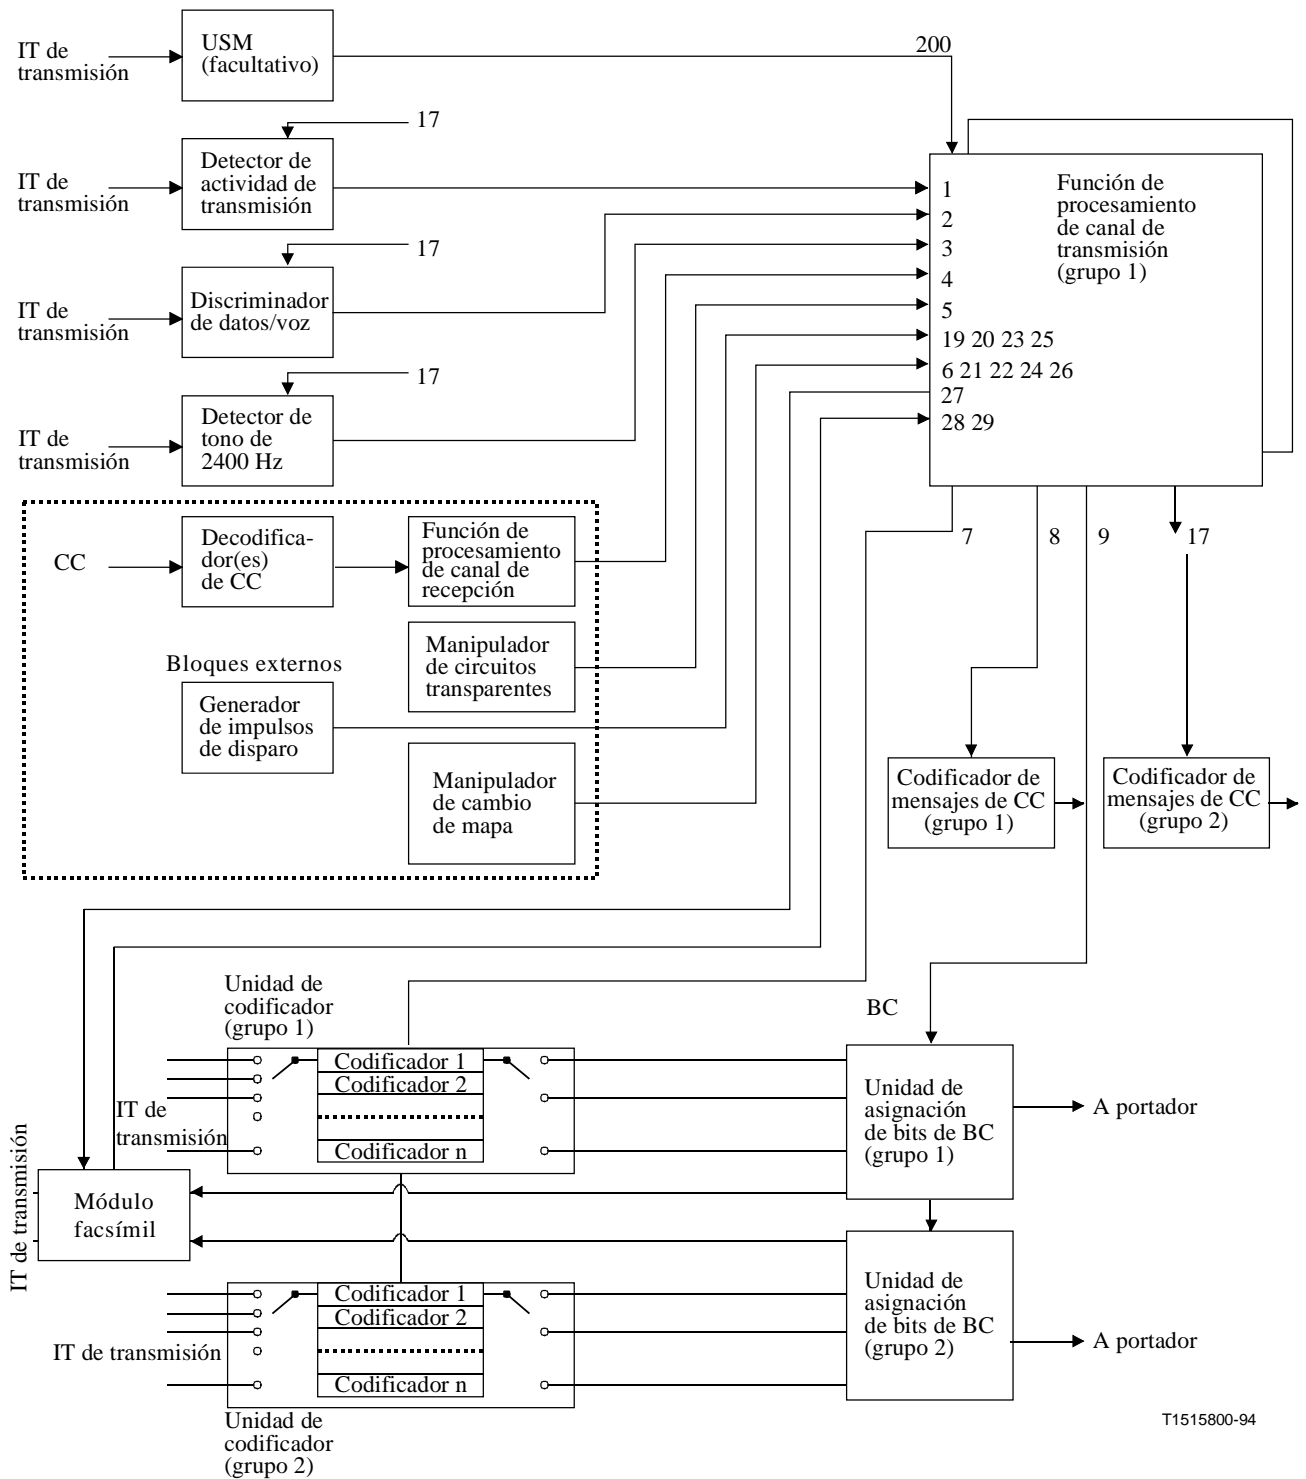 IT de
transmisión
USM
(facultativo)
200
17
IT de
transmisión
Detector de
actividad de
transmisión
17
IT de
transmisión
Discriminador
de datos/voz
17
IT de
transmisión
Detector de
tono de
2400 Hz
1
2
3
4
5
19 20 23 25
6 21 22 24 26
27
28 29
Función de
procesamiento
de canal de
transmisión
(grupo 1)
7
8
9
17
CC
Decodifica-
dor(es)
de CC
Función de
procesamiento
de canal de
recepción
Manipulador
de circuitos
transparentes
Bloques externos
Generador
de impulsos
de disparo
Manipulador
de cambio
de mapa
Codificador de
mensajes de CC
(grupo 1)
Codificador de
mensajes de CC
(grupo 2)
Unidad de
codificador
(grupo 1)
BC
Codificador 1
Codificador 2
Codificador n
IT de
transmisión
Unidad de
asignación
de bits de BC
(grupo 1)
A portador
IT de transmisión
Módulo
facsímil
Codificador 1
Codificador 2
Codificador n
IT de transmisión
Unidad de
asignación
de bits de BC
(grupo 2)
A portador
Unidad de
codificador
(grupo 2)
T1515800-94